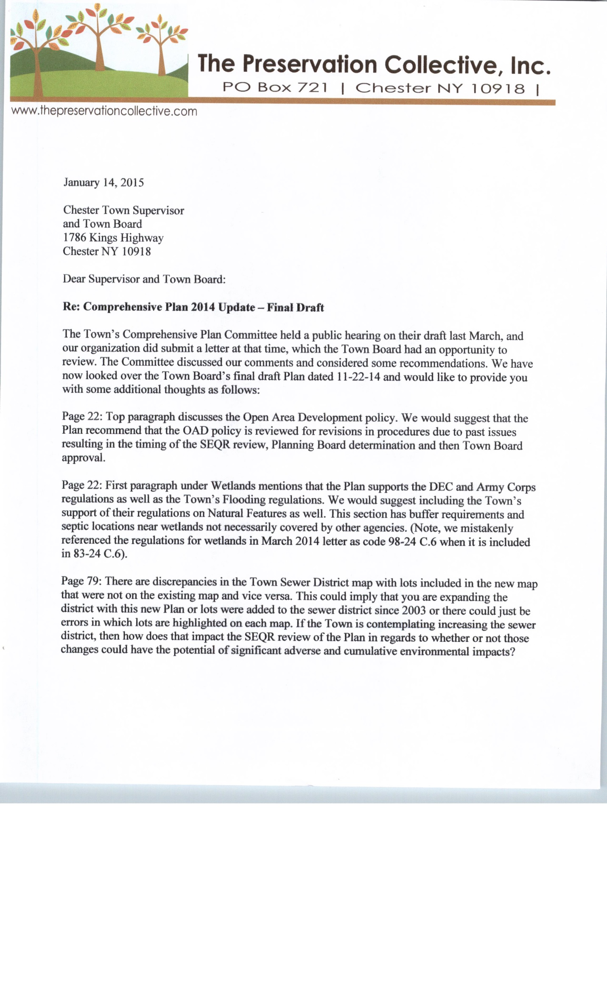 The Preservation Collective, Inc.
PO Box 721 | Chester NY 10918 |
www.thepreservationcollective.com
January 14, 2015
Chester Town Supervisor
and Town Board
1786 Kings Highway
Chester NY 10918
Dear Supervisor and Town Board:
Re: Comprehensive Plan 2014 Update – Final Draft
The Town's Comprehensive Plan Committee held a public hearing on their draft last March, and
our organization did submit a letter at that time, which the Town Board had an opportunity to
review. The Committee discussed our comments and considered some recommendations. We have
now looked over the Town Board's final draft Plan dated 11-22-14 and would like to provide you
with some additional thoughts as follows:
Page 22: Top paragraph discusses the Open Area Development policy. We would suggest that the
Plan recommend that the OAD policy is reviewed for revisions in procedures due to past issues
resulting in the timing of the SEQR review, Planning Board determination and then Town Board
approval.
Page 22: First paragraph under Wetlands mentions that the Plan supports the DEC and Army Corps
regulations as well as the Town's Flooding regulations. We would suggest including the Town's
support of their regulations on Natural Features as well. This section has buffer requirements and
septic locations near wetlands not necessarily covered by other agencies. (Note, we mistakenly
referenced the regulations for wetlands in March 2014 letter as code 98-24 C.6 when it is included
in 83-24 C.6).
Page 79: There are discrepancies in the Town Sewer District map with lots included in the new map
that were not on the existing map and vice versa. This could imply that you are expanding the
district with this new Plan or lots were added to the sewer district since 2003 or there could just be
errors in which lots are highlighted on each map. If the Town is contemplating increasing the sewer
district, then how does that impact the SEQR review of the Plan in regards to whether or not those
changes could have the potential of significant adverse and cumulative environmental impacts?